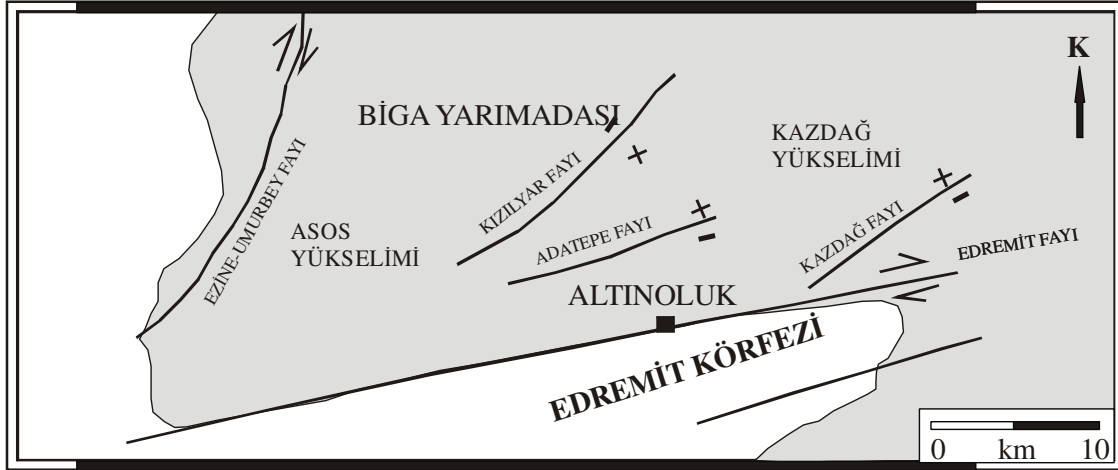 K
BİGA YARIMADASI
KAZDAĞ
YÜKSELİMİ
EZİNE-UMURBEY FAYI
KIZILYAR FAYI
ASOS
YÜKSELİMİ
ADATEPE FAYI
KAZDAĞ FAYI
EDREMİT FAYI
ALTINOLUK
EDREMİT KÖRFEZİ
0 km 10